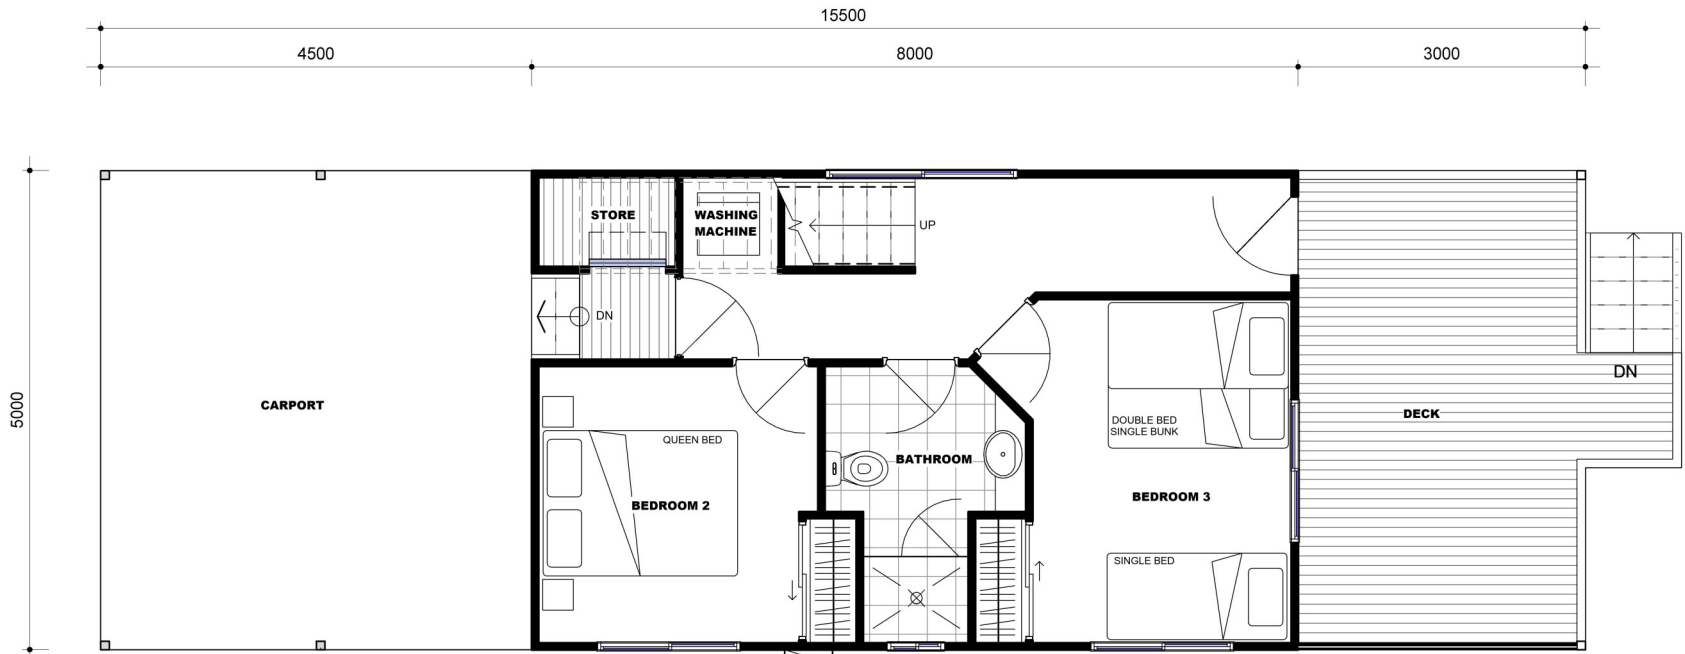 15500
4500
8000
3000
5000
STORE
WASHING
MACHINE
UP
DN
DN
CARPORT
QUEEN BED
BEDROOM 2
BATHROOM
DOUBLE BED
SINGLE BUNK
BEDROOM 3
SINGLE BED
DECK